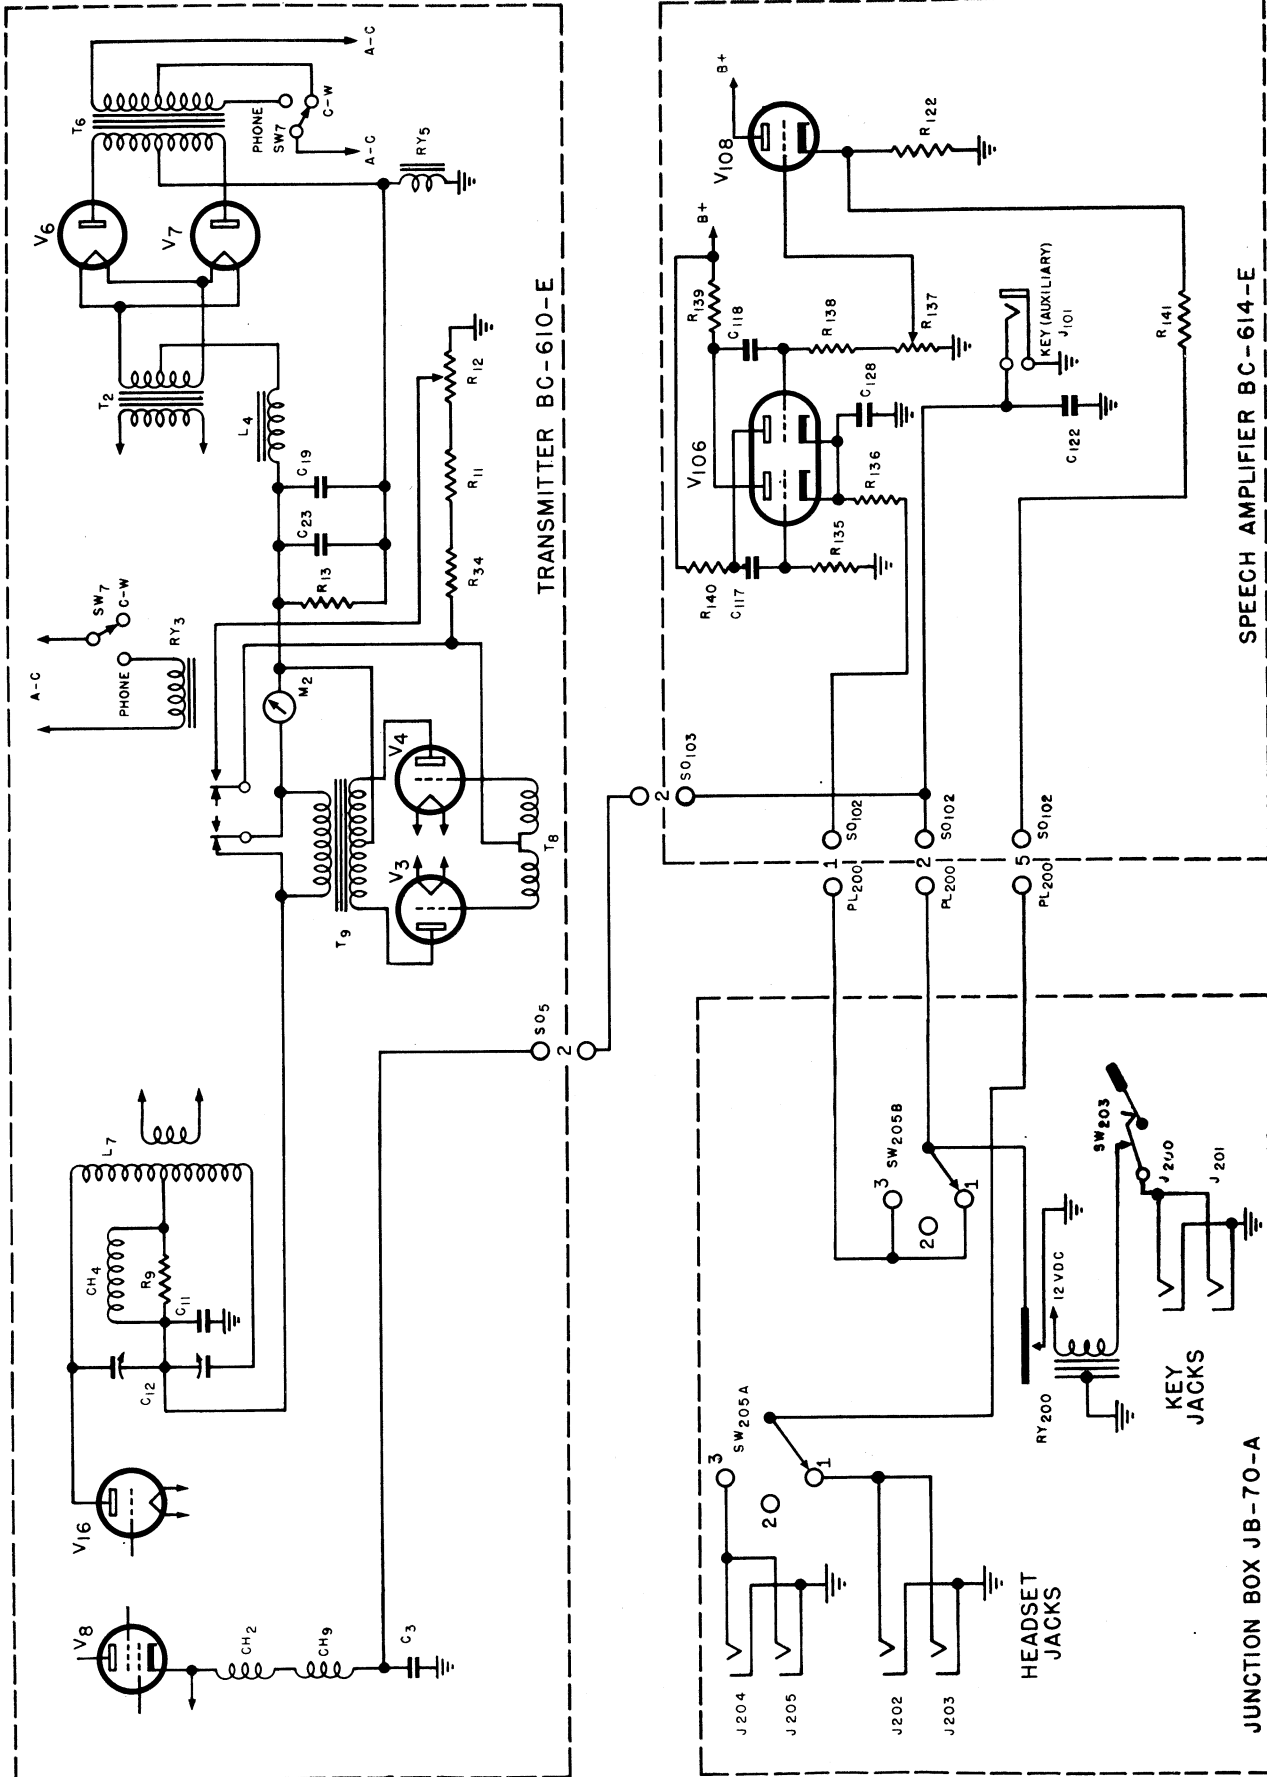 V6
V7
T6
A-C
PHONE
SW7
C-W
A-C
RY5
T2
L4
C19
C23
R13
R12
R11
R34
TRANSMITTER BC-610-E
A-C
SW7
C-W
PHONE
RY3
M2
V4
V3
T9
T8
SO5
2
L7
CH4
R9
C11
C12
V16
V8
CH2
CH9
C3
B+
V108
R122
B+
R139
C118
R138
R137
V106
C128
R136
R135
R140
C117
KEY (AUXILIARY)
J101
C122
R141
SPEECH AMPLIFIER BC-614-E
2
SO103
SO102
1
PL200
SO102
2
PL200
SO102
5
PL200
3
SW205B
2
1
SW203
J200
J201
12 VDC
RY200
KEY
JACKS
3
SW205A
2
1
HEADSET
JACKS
J204
J205
J202
J203
JUNCTION BOX JB-70-A